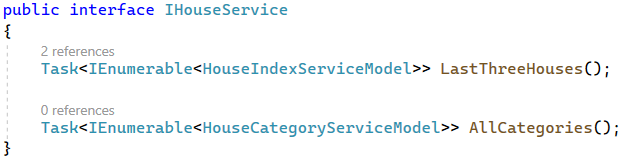 public interface IHouseService
{
2 references
Task<IEnumerable<HouseIndexServiceModel>> LastThreeHouses();
0 references
Task<IEnumerable<HouseCategoryServiceModel>> AllCategories();
}